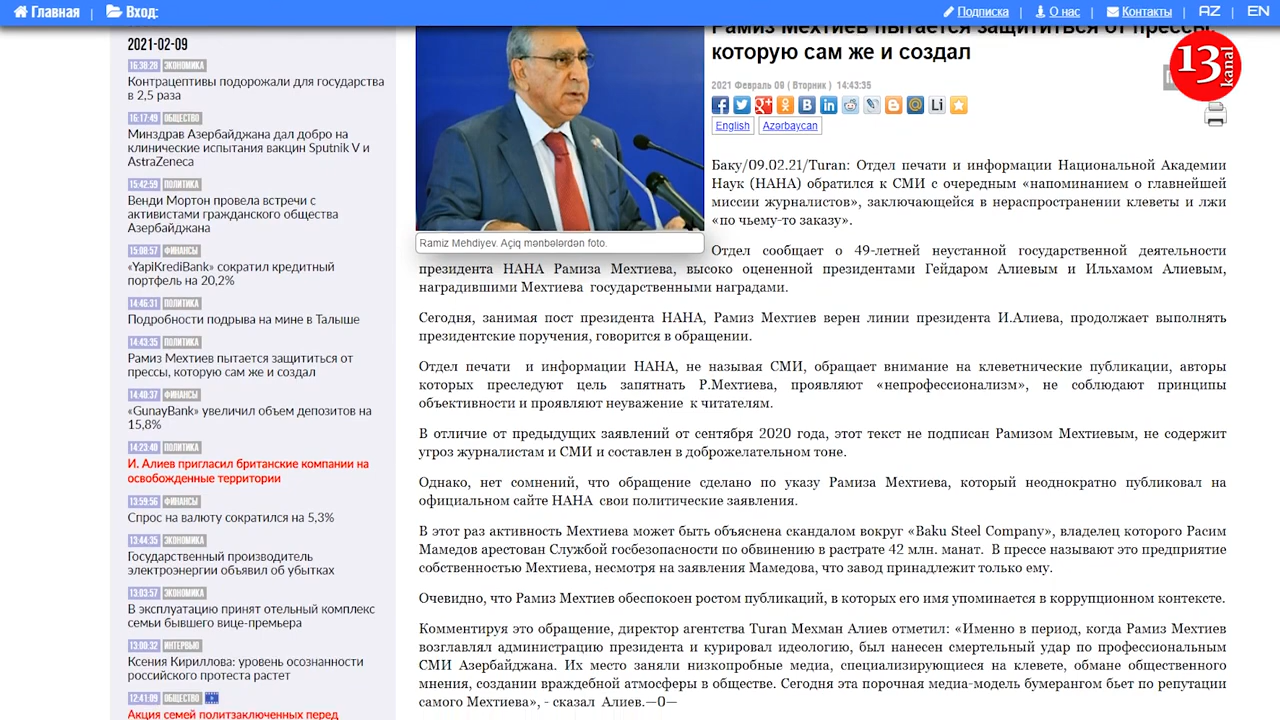 Главная | Вход:
Подписка | О нас | Контакты | AZ | EN
2021-02-09
16:38:28 ЭКОНОМИКА
Контрацептивы подорожали для государства
в 2,5 раза
16:17:49 ОБЩЕСТВО
Минздрав Азербайджана дал добро на
клинические испытания вакцин Sputnik V и
AstraZeneca
15:42:59 ПОЛИТИКА
Венди Мортон провела встречи с
активистами гражданского общества
Азербайджана
15:08:57 ФИНАНСЫ
«YapiKrediBank» сократил кредитный
портфель на 20,2%
14:46:31 ПОЛИТИКА
Подробности подрыва на мине в Талыше
14:43:35 ПОЛИТИКА
Рамиз Мехтиев пытается защититься от
прессы, которую сам же и создал
14:40:37 ФИНАНСЫ
«GunayBank» увеличил объем депозитов на
15,8%
14:23:40 ПОЛИТИКА
И. Алиев пригласил британские компании на
освобожденные территории
13:59:56 ФИНАНСЫ
Спрос на валюту сократился на 5,3%
13:44:35 ЭКОНОМИКА
Государственный производитель
электроэнергии объявил об убытках
13:03:57 ЭКОНОМИКА
В эксплуатацию принят отельный комплекс
семьи бывшего вице-премьера
13:00:32 ИНТЕРВЬЮ
Ксения Кириллова: уровень осознанности
российского протеста растет
12:41:09 ОБЩЕСТВО
Акция семей политзаключенных перед
Рамиз Мехтиев пытается защититься от прессы,
которую сам же и создал
13 kanal
2021 Февраль 09 ( Вторник ) 14:43:35
English Azərbaycan
Ramiz Mehdiyev. Açiq mənbələrdən foto.
Баку/09.02.21/Turan: Отдел печати и информации Национальной Академии
Наук (НАНА) обратился к СМИ с очередным «напоминанием о главнейшей
миссии журналистов», заключающейся в нераспространении клеветы и лжи
«по чьему-то заказу».
Отдел сообщает о 49-летней неустанной государственной деятельности
президента НАНА Рамиза Мехтиева, высоко оцененной президентами Гейдаром Алиевым и Ильхамом Алиевым,
наградившими Мехтиева государственными наградами.
Сегодня, занимая пост президента НАНА, Рамиз Мехтиев верен линии президента И.Алиева, продолжает выполнять
президентские поручения, говорится в обращении.
Отдел печати и информации НАНА, не называя СМИ, обращает внимание на клеветнические публикации, авторы
которых преследуют цель запятнать Р.Мехтиева, проявляют «непрофессионализм», не соблюдают принципы
объективности и проявляют неуважение к читателям.
В отличие от предыдущих заявлений от сентября 2020 года, этот текст не подписан Рамизом Мехтиевым, не содержит
угроз журналистам и СМИ и составлен в доброжелательном тоне.
Однако, нет сомнений, что обращение сделано по указу Рамиза Мехтиева, который неоднократно публиковал на
официальном сайте НАНА свои политические заявления.
В этот раз активность Мехтиева может быть объяснена скандалом вокруг «Baku Steel Company», владелец которого Расим
Мамедов арестован Службой госбезопасности по обвинению в растрате 42 млн. манат. В прессе называют это предприятие
собственностью Мехтиева, несмотря на заявления Мамедова, что завод принадлежит только ему.
Очевидно, что Рамиз Мехтиев обеспокоен ростом публикаций, в которых его имя упоминается в коррупционном контексте.
Комментируя это обращение, директор агентства Turan Мехман Алиев отметил: «Именно в период, когда Рамиз Мехтиев
возглавлял администрацию президента и курировал идеологию, был нанесен смертельный удар по профессиональным
СМИ Азербайджана. Их место заняли низкопробные медиа, специализирующиеся на клевете, обмане общественного
мнения, создании враждебной атмосферы в обществе. Сегодня эта порочная медиа-модель бумерангом бьет по репутации
самого Мехтиева», - сказал Алиев.—0—